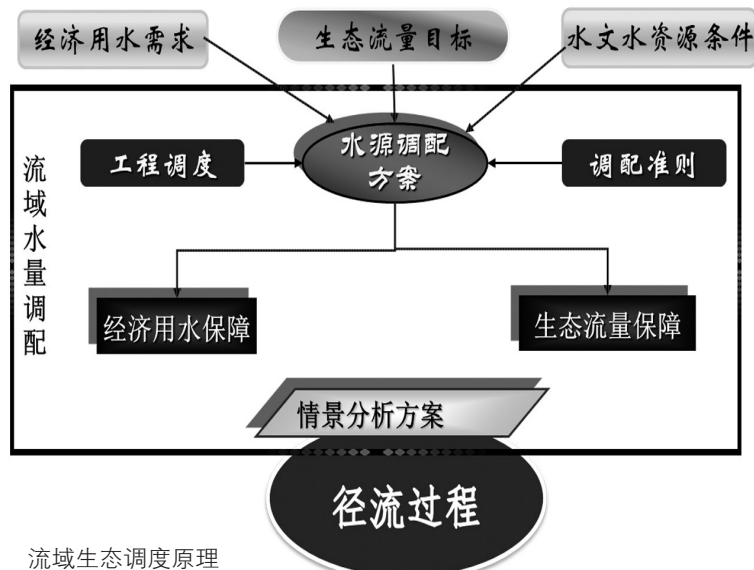 经济用水需求
生态流量目标
水文水资源条件
工程调度
水源调配
方案
调配准则
流域水量调配
经济用水保障
生态流量保障
情景分析方案
径流过程
流域生态调度原理